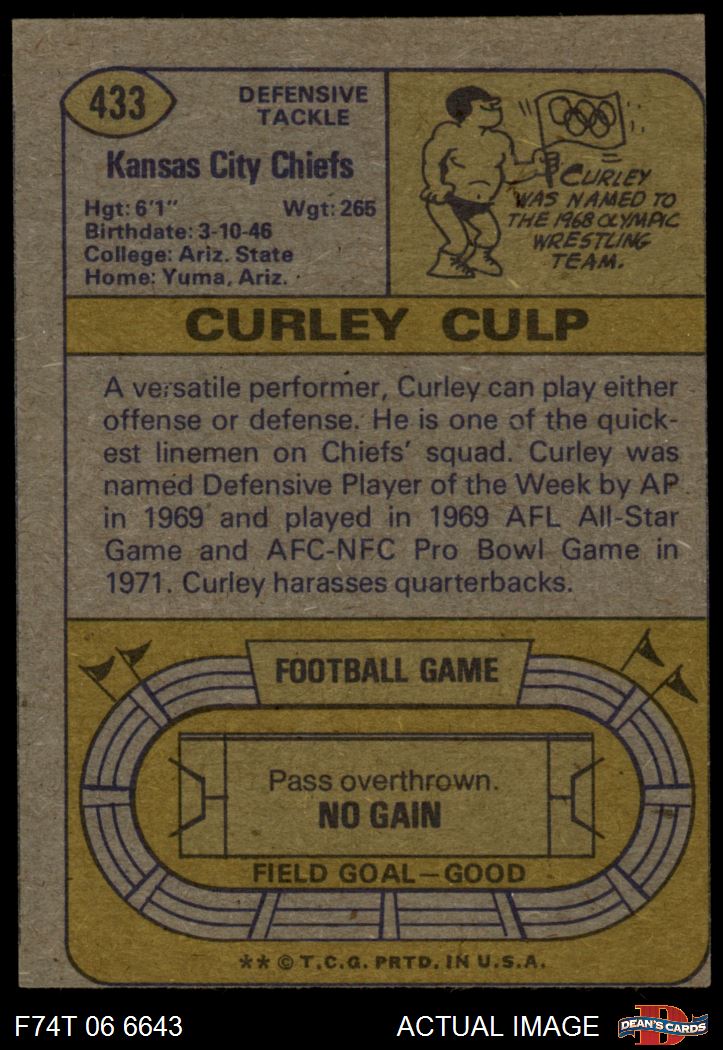 433
DEFENSIVE
TACKLE
Kansas City Chiefs
Hgt: 6'1" Wgt: 265
Birthdate: 3-10-46
College: Ariz. State
Home: Yuma, Ariz.
CURLEY
WAS NAMED TO
THE 1968 OLYMPIC
WRESTLING
TEAM.
CURLEY CULP
A versatile performer, Curley can play either
offense or defense. He is one of the quick-
est linemen on Chiefs' squad. Curley was
named Defensive Player of the Week by AP
in 1969 and played in 1969 AFL All-Star
Game and AFC-NFC Pro Bowl Game in
1971. Curley harasses quarterbacks.
FOOTBALL GAME
Pass overthrown.
NO GAIN
FIELD GOAL—GOOD
** © T.C.G. PRTD. IN U.S.A.
F74T 06 6643
ACTUAL IMAGE
D
DEAN'S CARDS